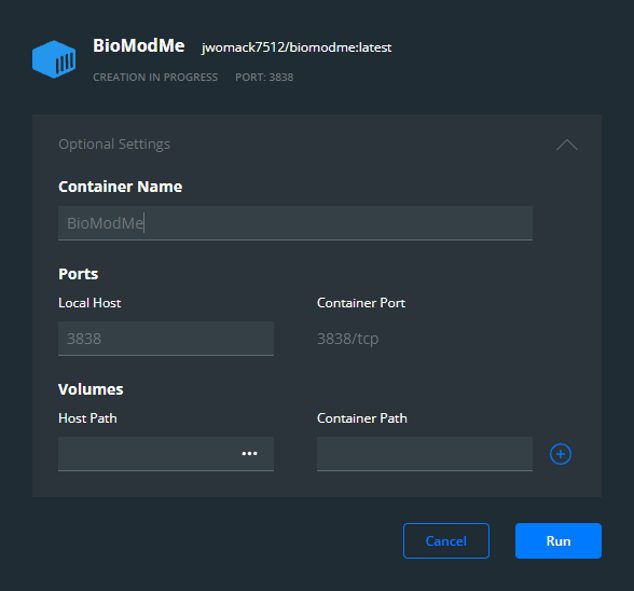 BioModMe jwomack7512/biomodme:latest
CREATION IN PROGRESS PORT: 3838
Optional Settings
Container Name
BioModMe
Ports
Local Host Container Port
3838 3838/tcp
Volumes
Host Path Container Path
Cancel Run